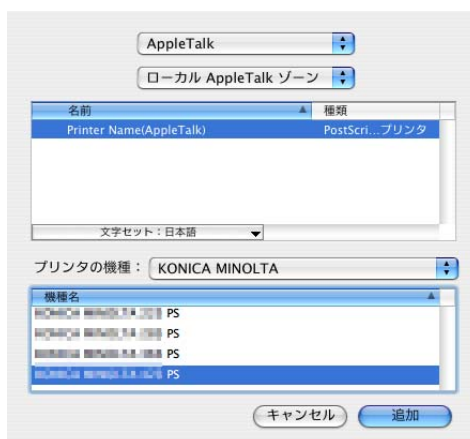 AppleTalk
ローカル AppleTalk ゾーン
名前 種類
Printer Name(AppleTalk) PostScri...プリンタ
文字セット：日本語
プリンタの機種： KONICA MINOLTA
機種名
PS
PS
PS
PS
キャンセル 追加